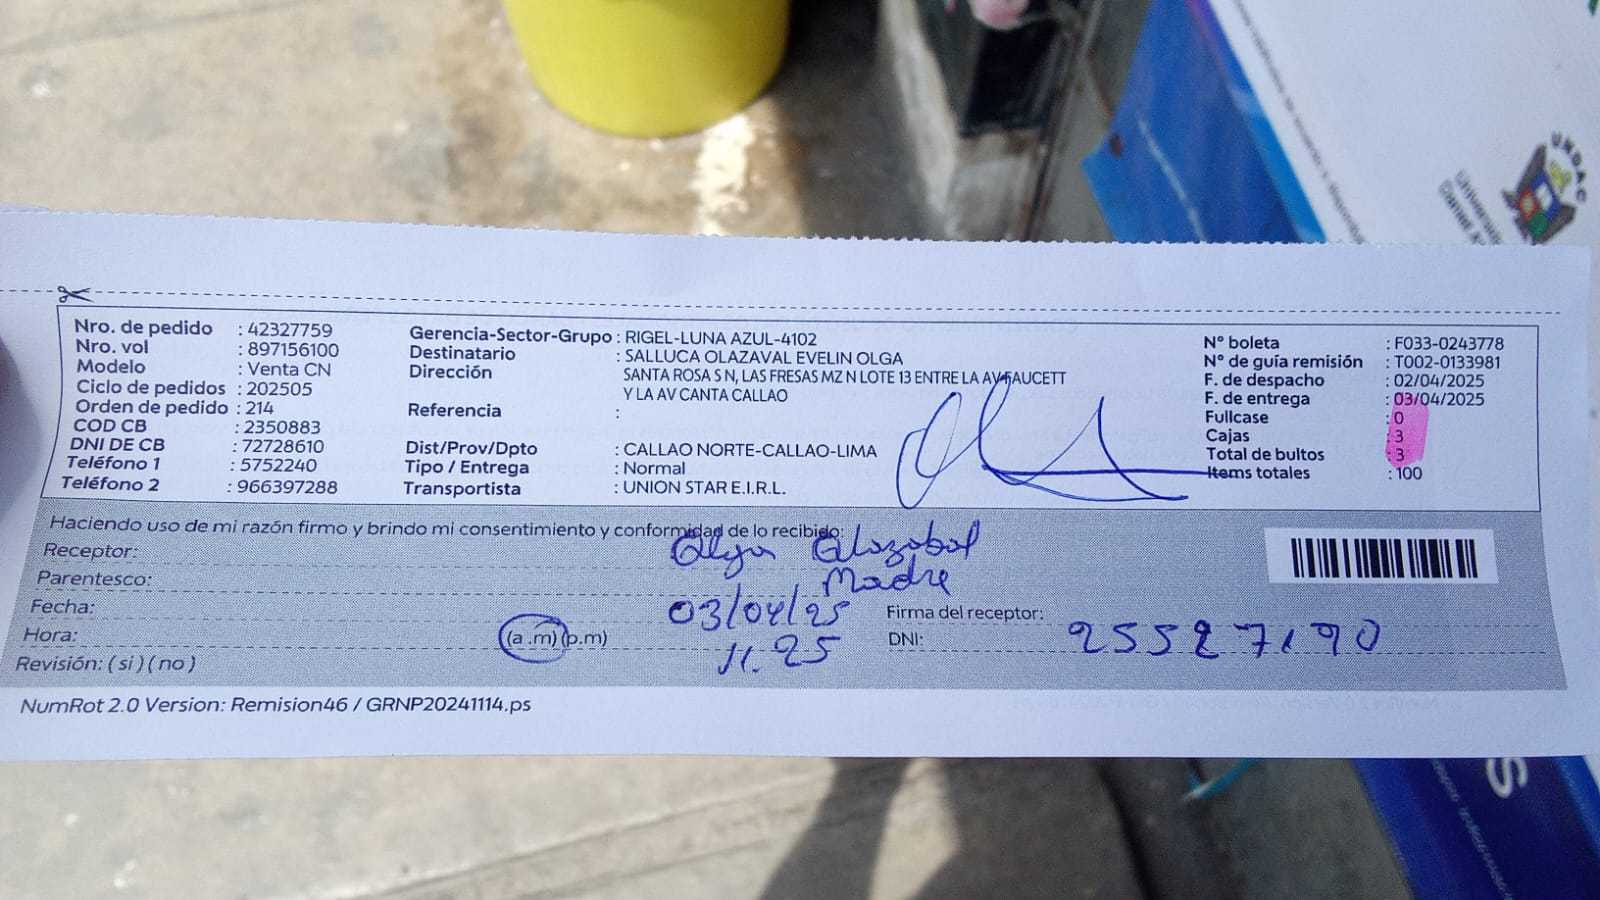 Nro. de pedido : 42327759
Nro. vol : 897156100
Modelo : Venta CN
Ciclo de pedidos : 202505
Orden de pedido : 214
COD CB : 2350883
DNI DE CB : 72728610
Teléfono 1 : 5752240
Teléfono 2 : 966397288
Gerencia-Sector-Grupo : RIGEL-LUNA AZUL-4102
Destinatario : SALLUCA OLAZAVAL EVELIN OLGA
Dirección SANTA ROSA S N, LAS FRESAS MZ N LOTE 13 ENTRE LA AV FAUCETT
Y LA AV CANTA CALLAO
Referencia :
Dist/Prov/Dpto : CALLAO NORTE-CALLAO-LIMA
Tipo / Entrega : Normal
Transportista : UNION STAR E.I.R.L.
N° boleta : F033-0243778
N° de guía remisión : T002-0133981
F. de despacho : 02/04/2025
F. de entrega : 03/04/2025
Fullcase : 0
Cajas : 3
Total de bultos : 3
Items totales : 100
Haciendo uso de mi razón firmo y brindo mi consentimiento y conformidad de lo recibido:
Receptor: Olga Olazabal
Parentesco: Madre
Fecha: 03/04/25 Firma del receptor:
Hora: (a .m) (p.m) 11.25 DNI: 25527190
Revisión: ( si ) ( no )
NumRot 2.0 Version: Remision46 / GRNP20241114.ps
UNDAC
S